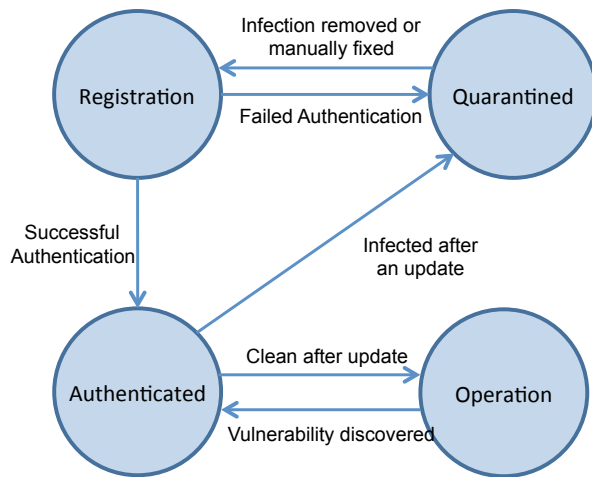 Infection removed or
manually fixed
Registration
Quarantined
Failed Authentication
Successful
Authentication
Infected after
an update
Clean after update
Authenticated
Operation
Vulnerability discovered